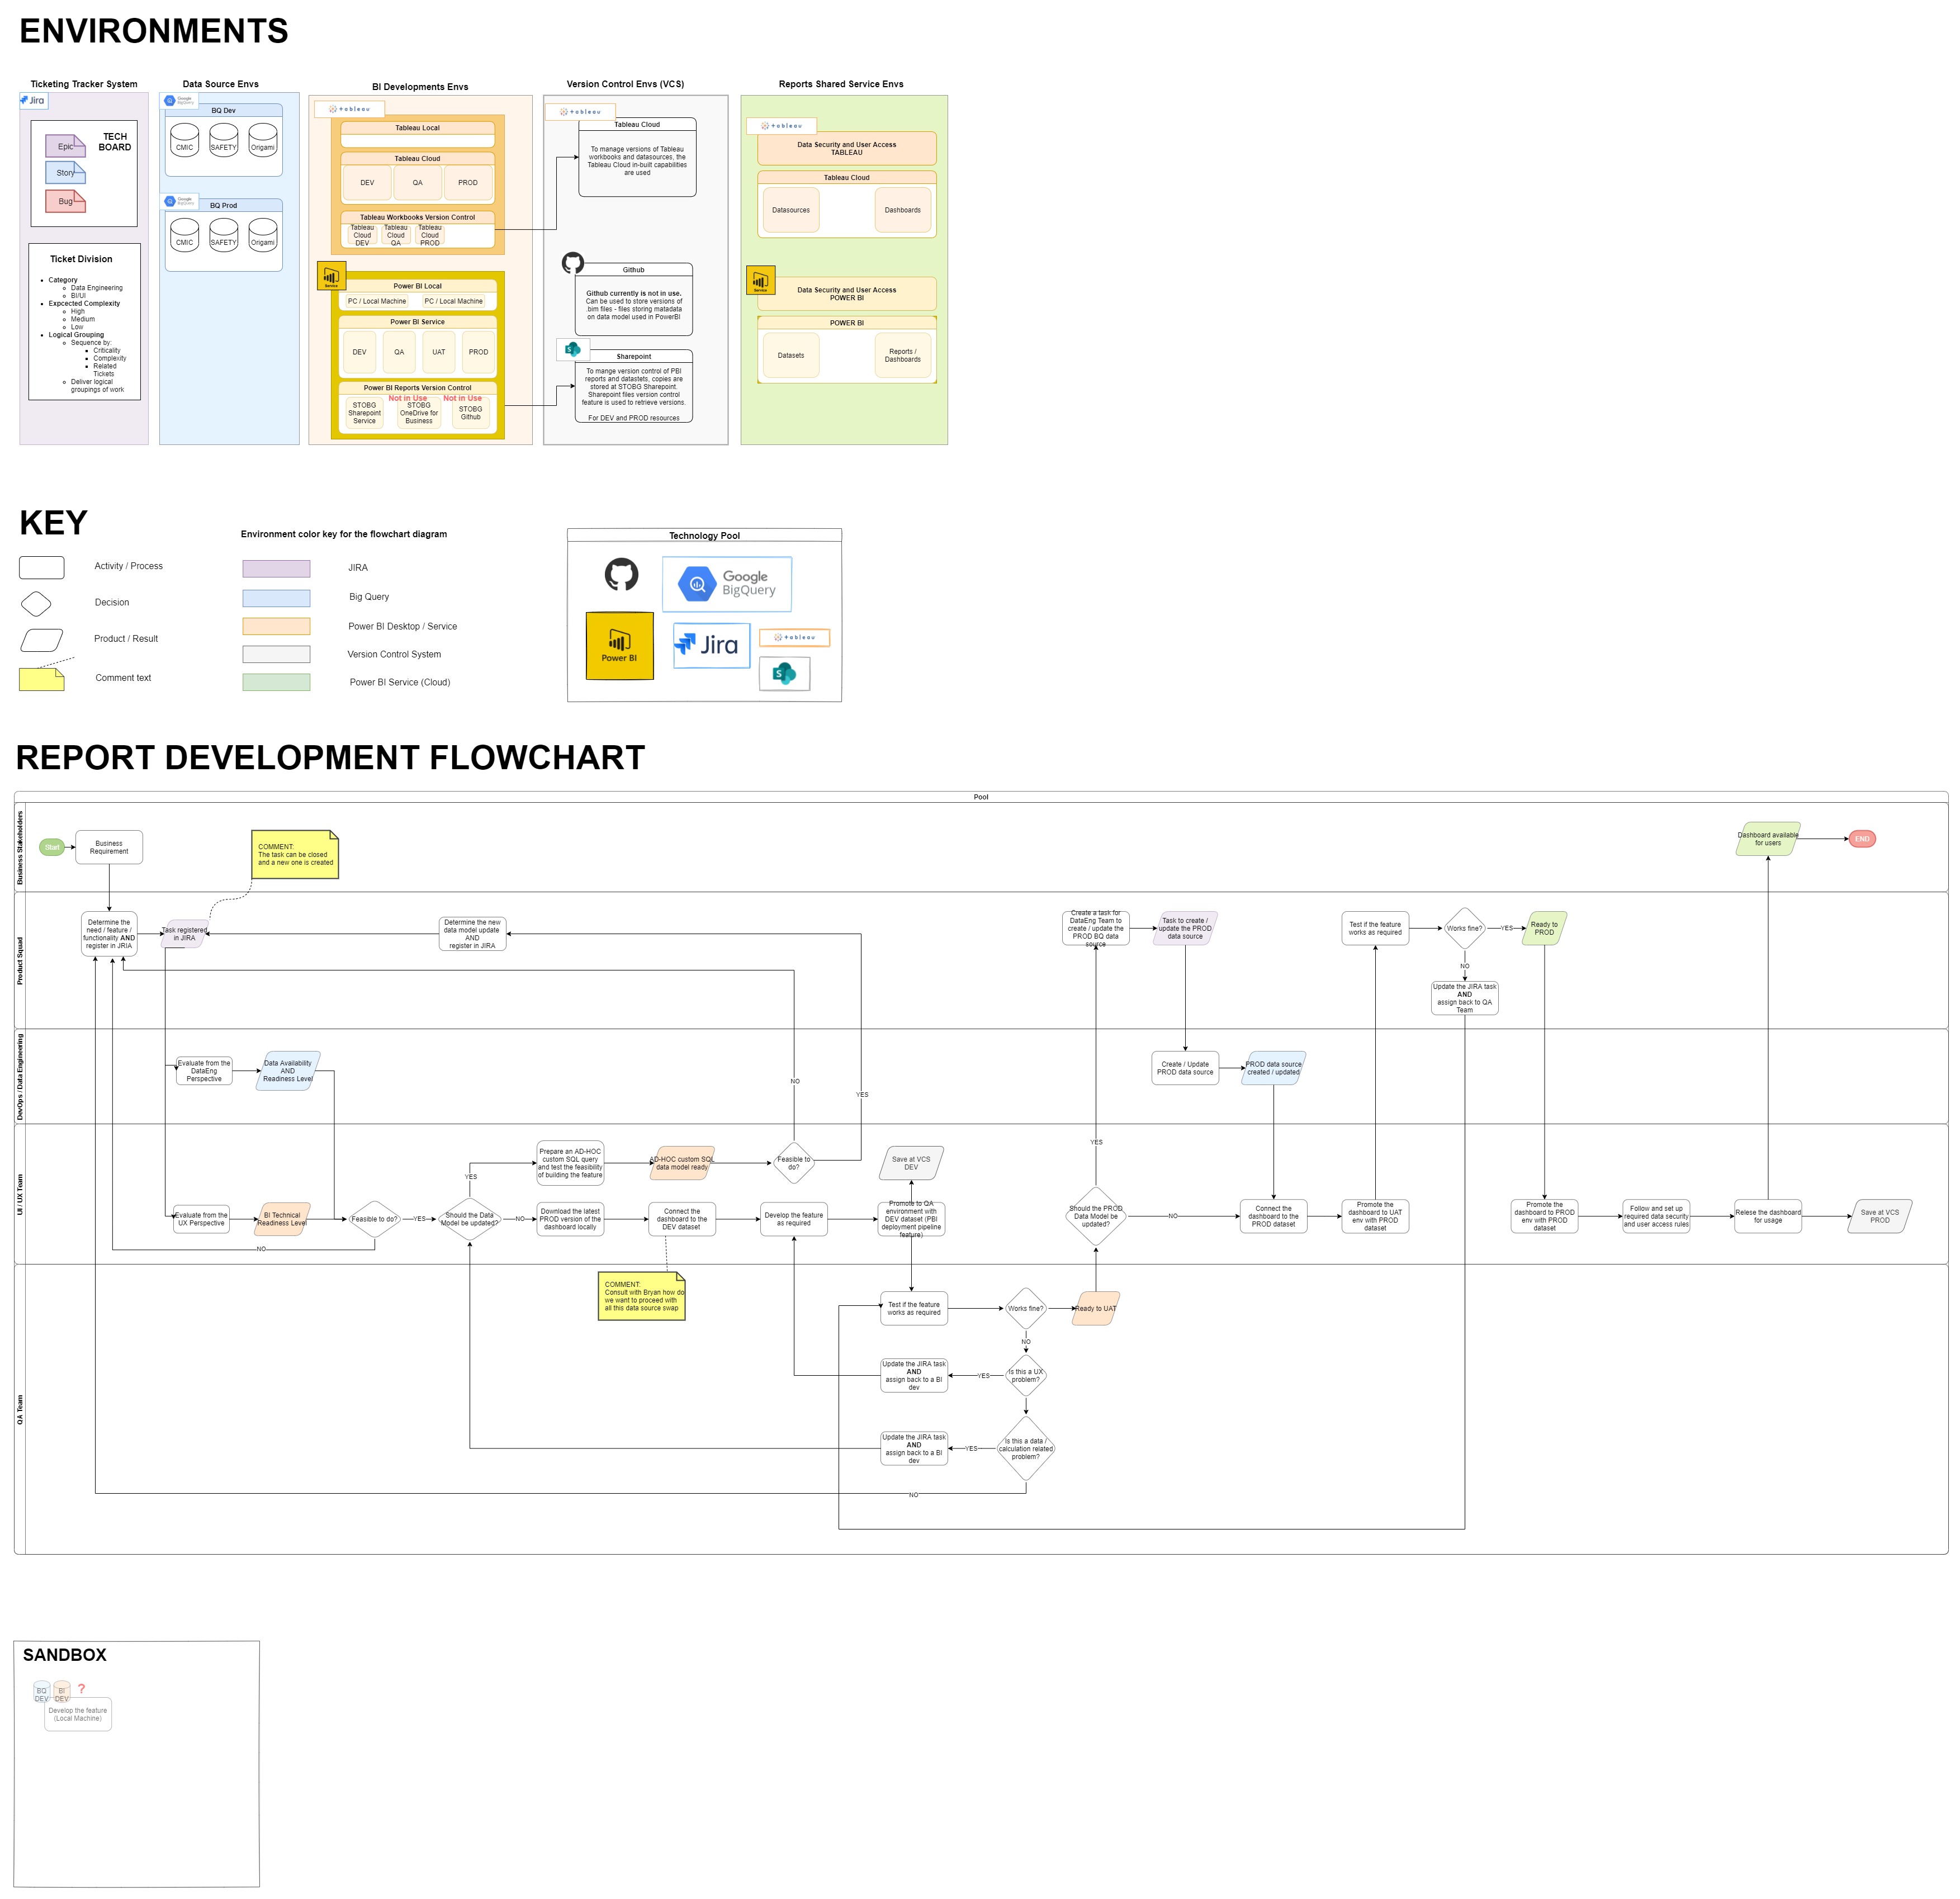 ENVIRONMENTS
Ticketing Tracker System
Jira
TECH
BOARD
Epic
Story
Bug
Ticket Division
Category
Data Engineering
BI/UI
Expcected Complexity
High
Medium
Low
Logical Grouping
Sequence by:
Criticality
Complexity
Related
Tickets
Deliver logical
groupings of work
Data Source Envs
Google
BigQuery
BQ Dev
CMIC
SAFETY
Origami
Google
BigQuery
BQ Prod
CMIC
SAFETY
Origami
BI Developments Envs
tableau
Tableau Local
Tableau Cloud
DEV
QA
PROD
Tableau Workbooks Version Control
Tableau
Cloud
DEV
Tableau
Cloud
QA
Tableau
Cloud
PROD
Service
Power BI Local
PC / Local Machine
PC / Local Machine
Power BI Service
DEV
QA
UAT
PROD
Power BI Reports Version Control
Not in Use
Not in Use
STOBG
Sharepoint
Service
STOBG
OneDrive for
Business
STOBG
Github
Version Control Envs (VCS)
tableau
Tableau Cloud
To manage versions of Tableau
workbooks and datasources, the
Tableau Cloud in-built capabilities
are used
Github
Github currently is not in use.
Can be used to store versions of
.bim files - files storing matadata
on data model used in PowerBI
Sharepoint
To mange version control of PBI
reports and datastets, copies are
stored at STOBG Sharepoint.
Sharepoint files version control
feature is used to retrieve versions.
For DEV and PROD resources
Reports Shared Service Envs
tableau
Data Security and User Access
TABLEAU
Tableau Cloud
Datasources
Dashboards
Service
Data Security and User Access
POWER BI
POWER BI
Datasets
Reports /
Dashboards
KEY
Activity / Process
Decision
Product / Result
Comment text
Environment color key for the flowchart diagram
JIRA
Big Query
Power BI Desktop / Service
Version Control System
Power BI Service (Cloud)
Technology Pool
Google
BigQuery
Power BI
Jira
tableau
REPORT DEVELOPMENT FLOWCHART
Pool
Business Stakeholders
Start
Business
Requirement
COMMENT:
The task can be closed
and a new one is created
Dashboard available
for users
END
Product Squad
Determine the
need / feature /
functionality AND
register in JRIA
Task registered
in JIRA
Determine the new
data model update
AND
register in JIRA
Create a task for
DataEng Team to
create / update the
PROD BQ data
source
Task to create /
update the PROD
data source
Test if the feature
works as required
Works fine?
YES
Ready to
PROD
NO
Update the JIRA task
AND
assign back to QA
Team
DevOps / Data Engineering
Evaluate from the
DataEng
Perspective
Data Availability
AND
Readiness Level
NO
YES
Create / Update
PROD data source
PROD data source
created / updated
UI / UX Team
Prepare an AD-HOC
custom SQL query
and test the feasibility
of building the feature
AD-HOC custom SQL
data model ready
Feasible to
do?
Save at VCS
DEV
YES
YES
Evaluate from the
UX Perspective
BI Technical
Readiness Level
Feasible to do?
YES
Should the Data
Model be updated?
NO
Download the latest
PROD version of the
dashboard locally
Connect the
dashboard to the
DEV dataset
Develop the feature
as required
Promote to QA
environment with
DEV dataset (PBI
deployment pipeline
feature)
Should the PROD
Data Model be
updated?
NO
Connect the
dashboard to the
PROD dataset
Promote the
dashboard to UAT
env with PROD
dataset
Promote the
dashboard to PROD
env with PROD
dataset
Follow and set up
required data security
and user access rules
Relese the dashboard
for usage
Save at VCS
PROD
NO
QA Team
COMMENT:
Consult with Bryan how do
we want to proceed with
all this data source swap
Test if the feature
works as required
Works fine?
Ready to UAT
NO
Update the JIRA task
AND
assign back to a BI
dev
YES
Is this a UX
problem?
Update the JIRA task
AND
assign back to a BI
dev
YES
Is this a data /
calculation related
problem?
NO
SANDBOX
BQ
DEV
BI
DEV
?
Develop the feature
(Local Machine)